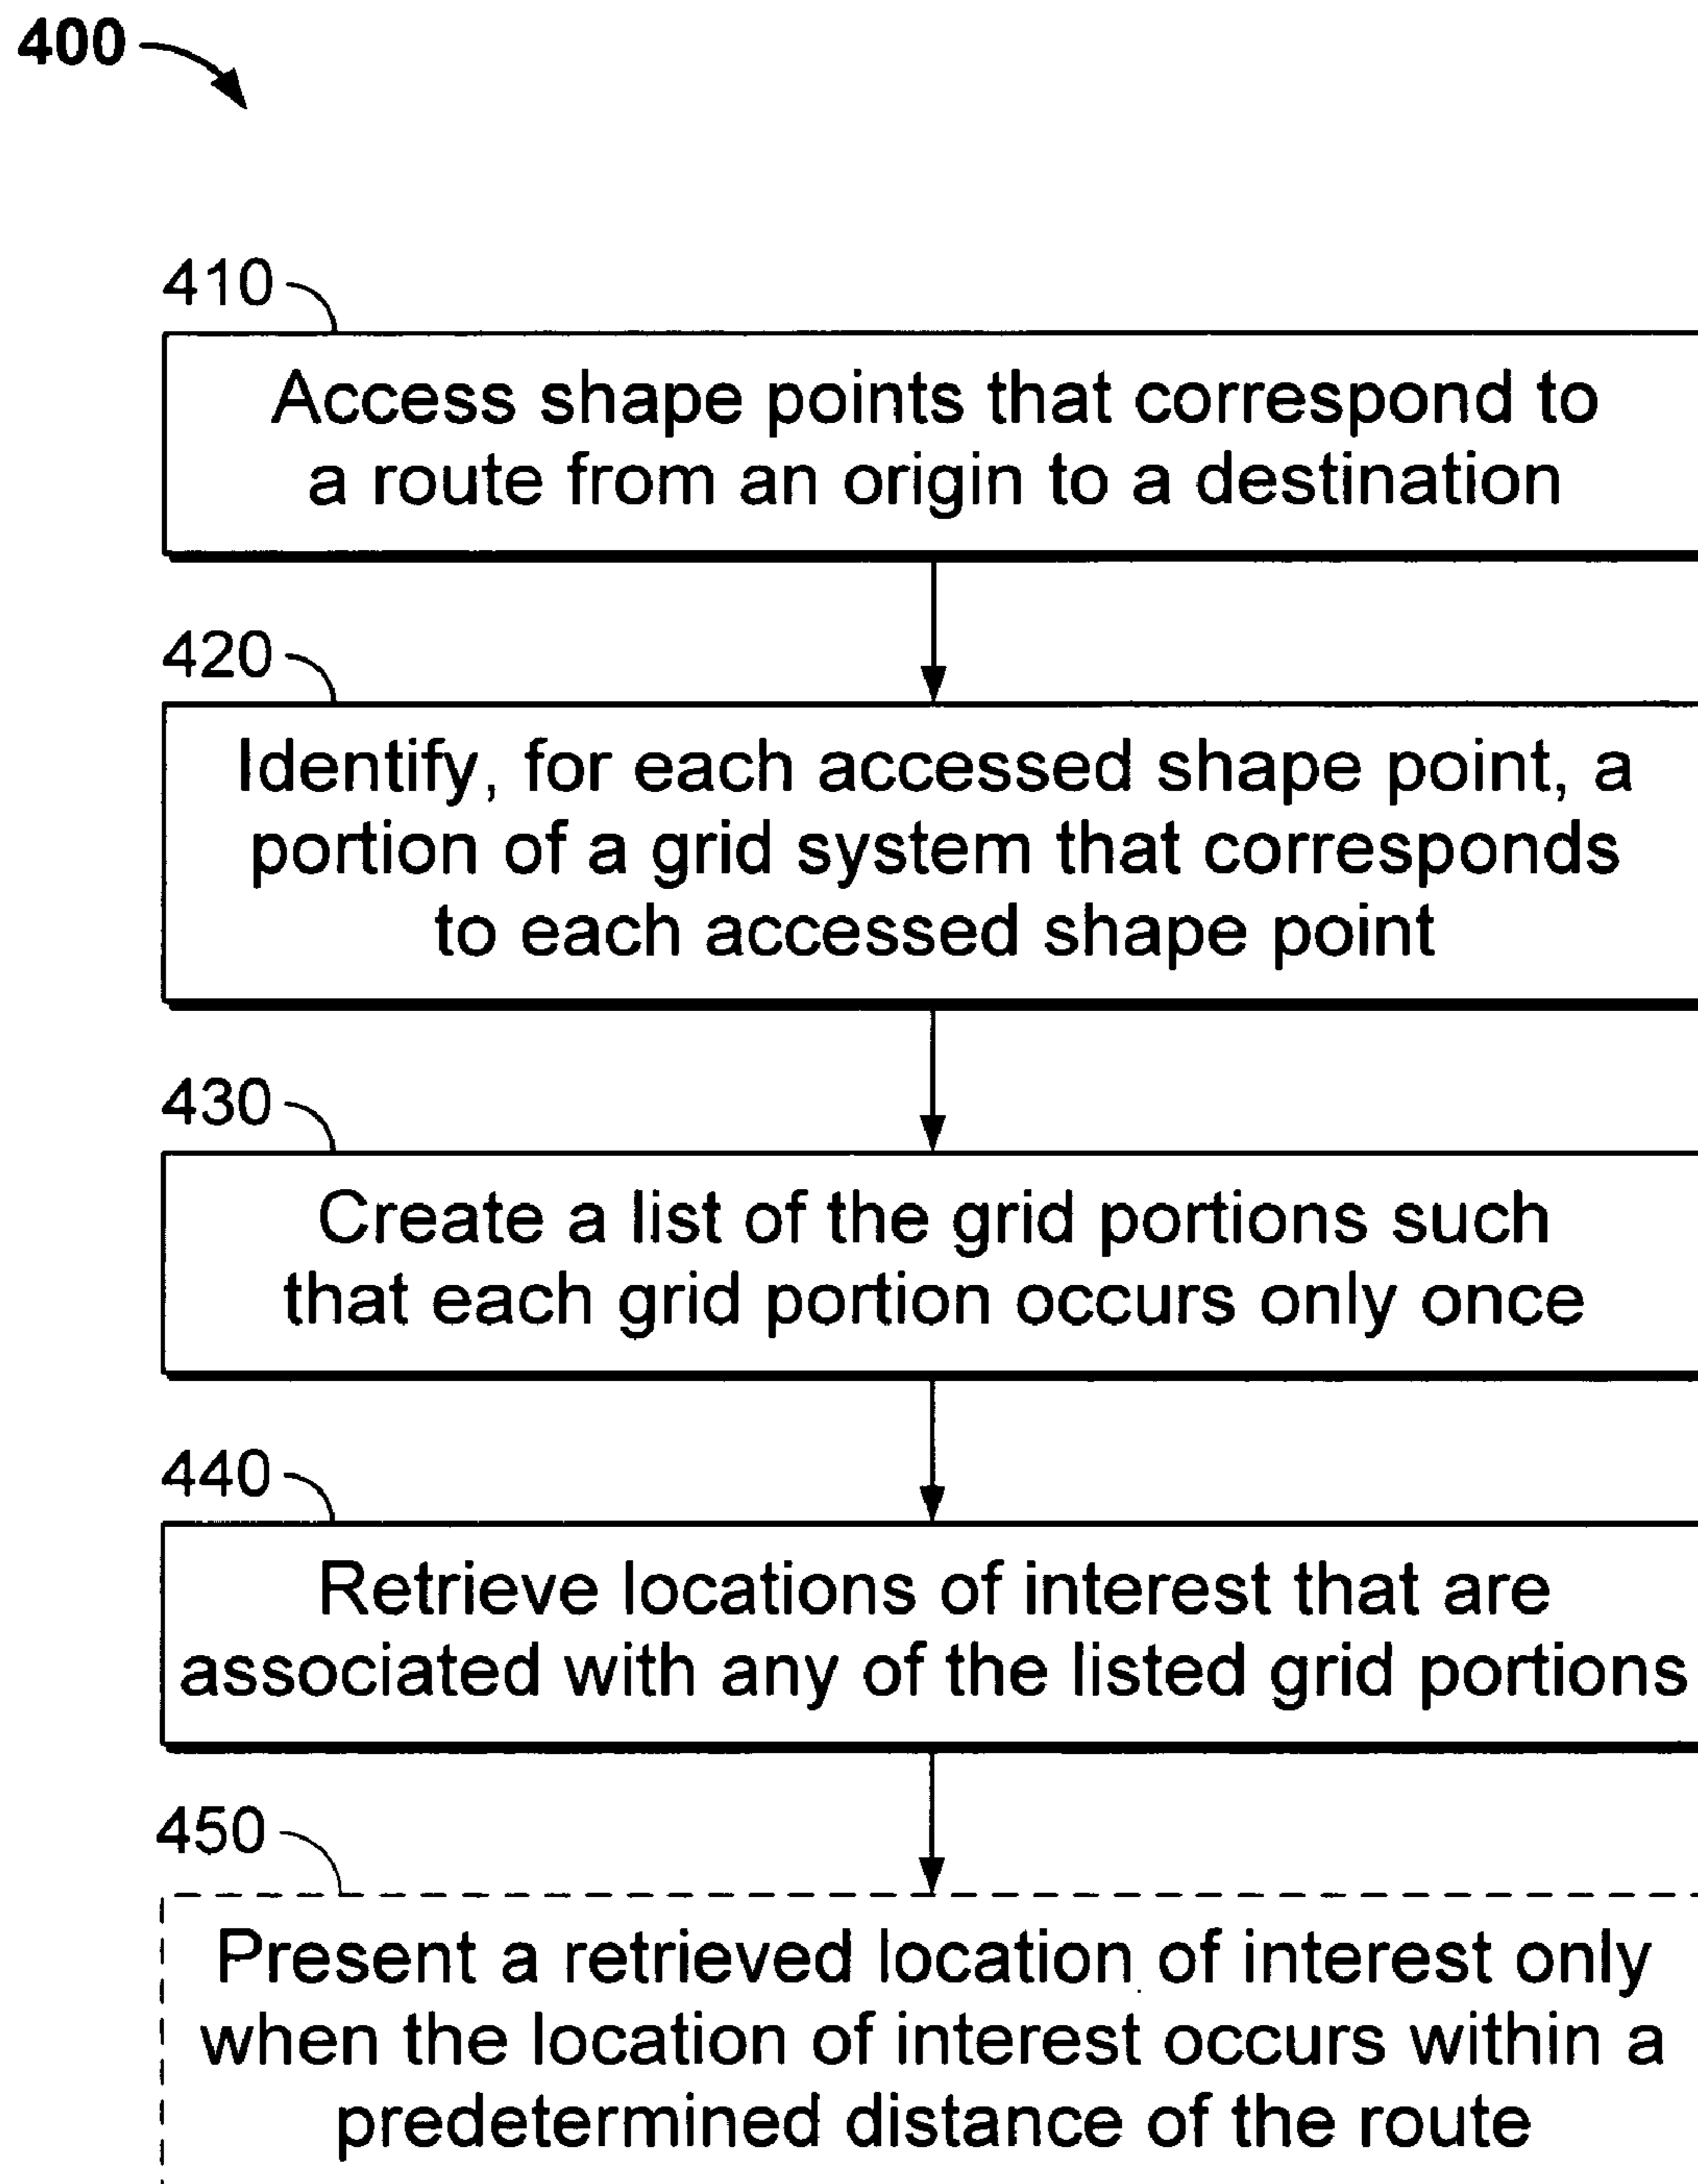 400
410
Access shape points that correspond to
a route from an origin to a destination
420
Identify, for each accessed shape point, a
portion of a grid system that corresponds
to each accessed shape point
430
Create a list of the grid portions such
that each grid portion occurs only once
440
Retrieve locations of interest that are
associated with any of the listed grid portions
450
Present a retrieved location of interest only
when the location of interest occurs within a
predetermined distance of the route